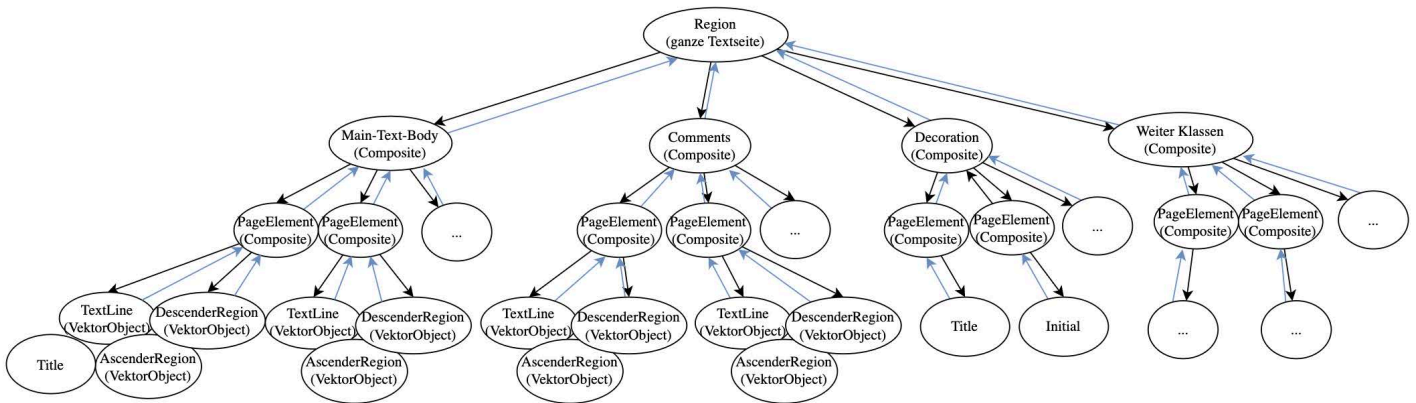 Region
(ganze Textseite)
Main-Text-Body
(Composite)
Comments
(Composite)
Decoration
(Composite)
Weiter Klassen
(Composite)
PageElement
(Composite)
PageElement
(Composite)
...
PageElement
(Composite)
PageElement
(Composite)
...
PageElement
(Composite)
PageElement
(Composite)
...
PageElement
(Composite)
PageElement
(Composite)
...
TextLine
(VektorObject)
DescenderRegion
(VektorObject)
TextLine
(VektorObject)
DescenderRegion
(VektorObject)
TextLine
(VektorObject)
DescenderRegion
(VektorObject)
TextLine
(VektorObject)
DescenderRegion
(VektorObject)
Title
Initial
...
...
Title
AscenderRegion
(VektorObject)
AscenderRegion
(VektorObject)
AscenderRegion
(VektorObject)
AscenderRegion
(VektorObject)